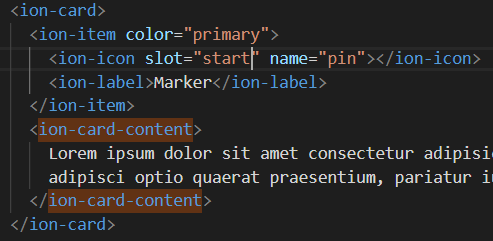 <ion-card>
<ion-item color="primary">
<ion-icon slot="start" name="pin"></ion-icon>
<ion-label>Marker</ion-label>
</ion-item>
<ion-card-content>
Lorem ipsum dolor sit amet consectetur
adipisci optio quaerat praesentium, pariatur
</ion-card-content>
</ion-card>